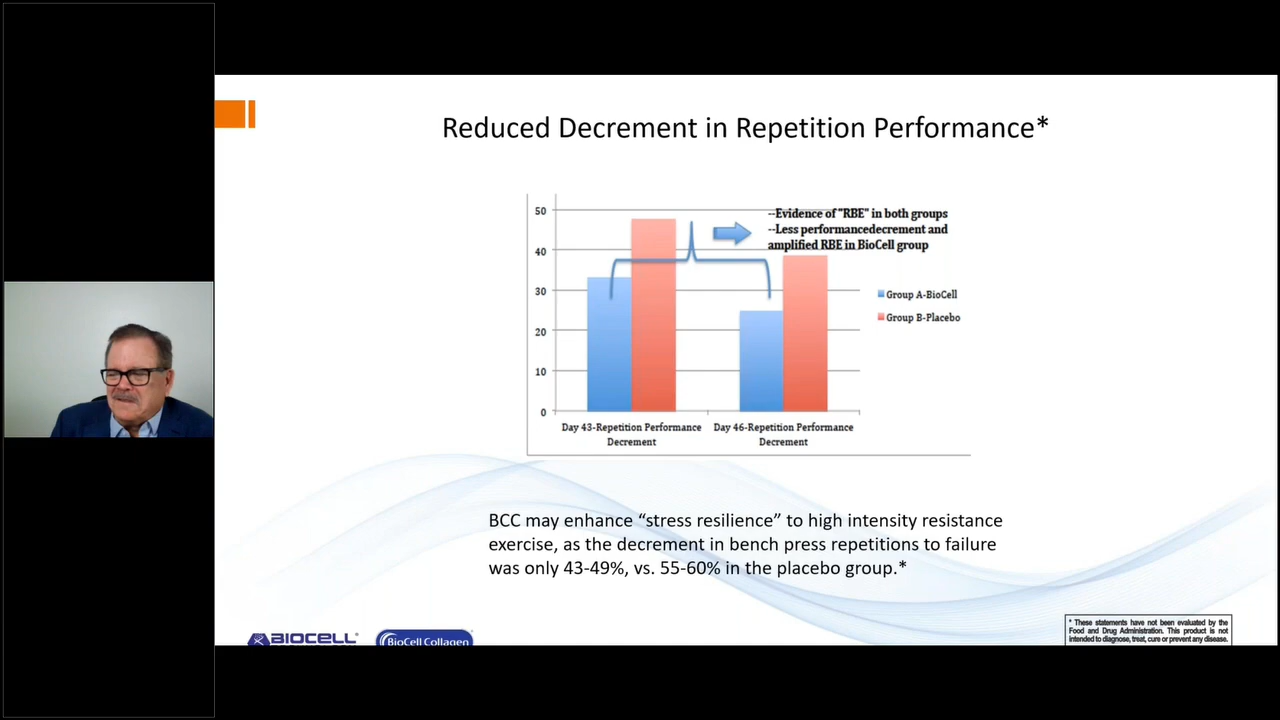 Reduced Decrement in Repetition Performance*
50
40
30
20
10
0
--Evidence of "RBE" in both groups
--Less performancedecrement and
amplified RBE in BioCell group
Group A-BioCell
Group B-Placebo
Day 43-Repetition Performance
Decrement
Day 46-Repetition Performance
Decrement
BCC may enhance “stress resilience” to high intensity resistance
exercise, as the decrement in bench press repetitions to failure
was only 43-49%, vs. 55-60% in the placebo group.*
BIOCELL
BioCell Collagen
* These statements have not been evaluated by the
Food and Drug Administration. This product is not
intended to diagnose, treat, cure or prevent any disease.